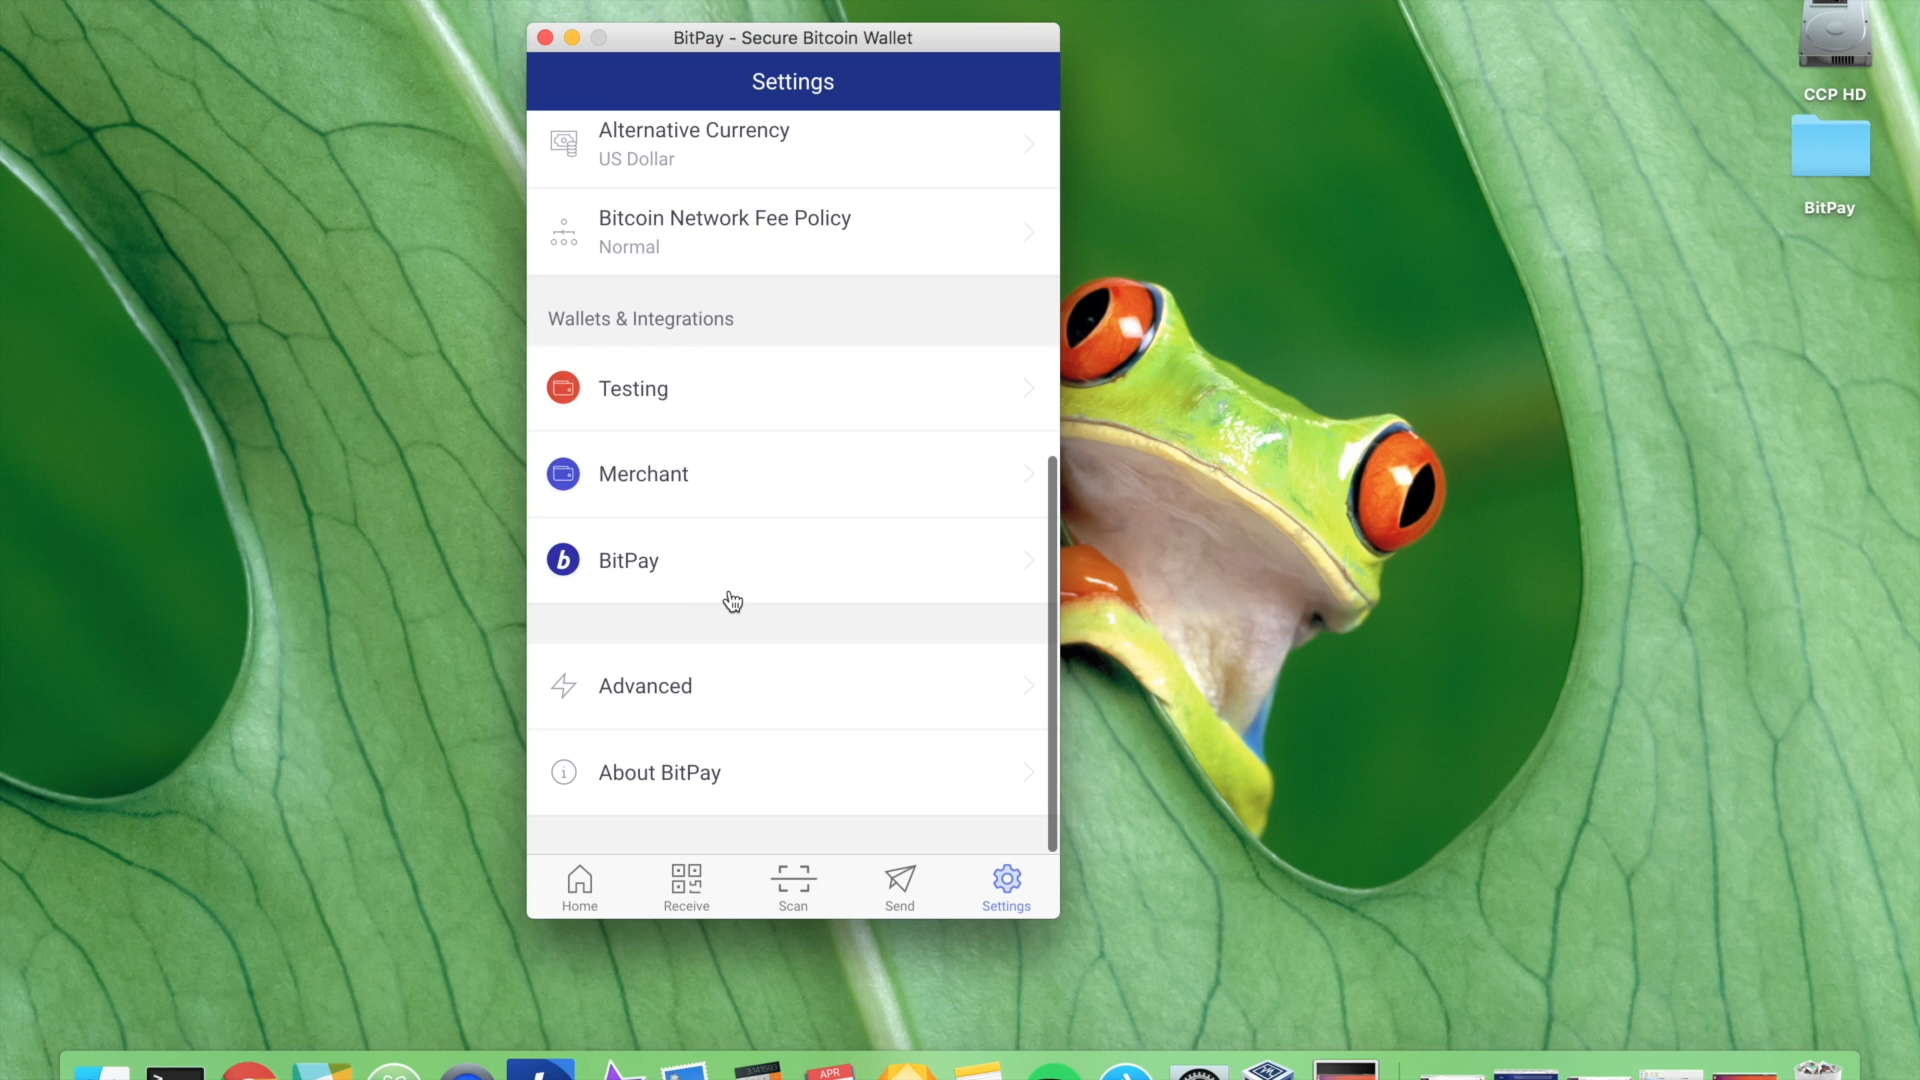 BitPay - Secure Bitcoin Wallet
Settings
Alternative Currency
US Dollar
Bitcoin Network Fee Policy
Normal
Wallets & Integrations
Testing
Merchant
b
BitPay
Advanced
About BitPay
Home
Receive
Scan
Send
Settings
CCP HD
BitPay
APR